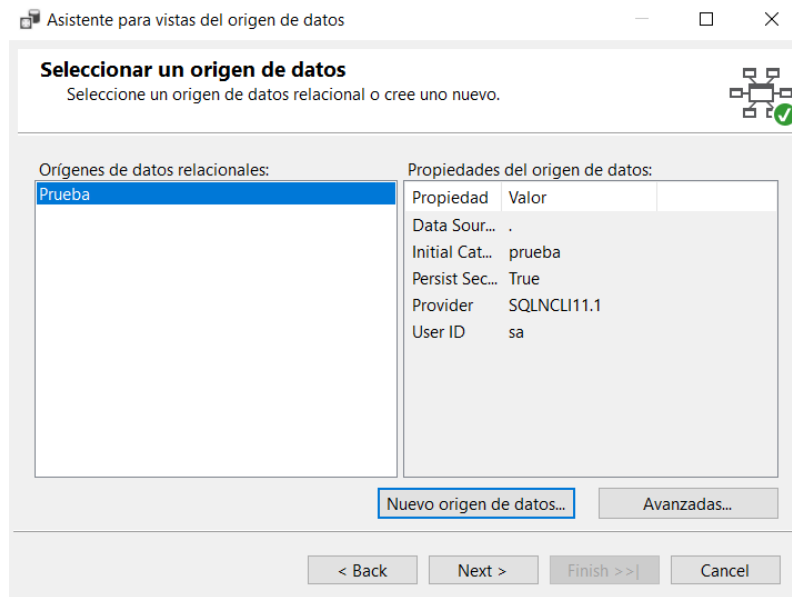 Asistente para vistas del origen de datos
Seleccionar un origen de datos
Seleccione un origen de datos relacional o cree uno nuevo.
Orígenes de datos relacionales:
Prueba
Propiedades del origen de datos:
Propiedad Valor
Data Sour... .
Initial Cat... prueba
Persist Sec... True
Provider SQLNCLI11.1
User ID sa
Nuevo origen de datos... Avanzadas...
< Back Next > Finish >>| Cancel